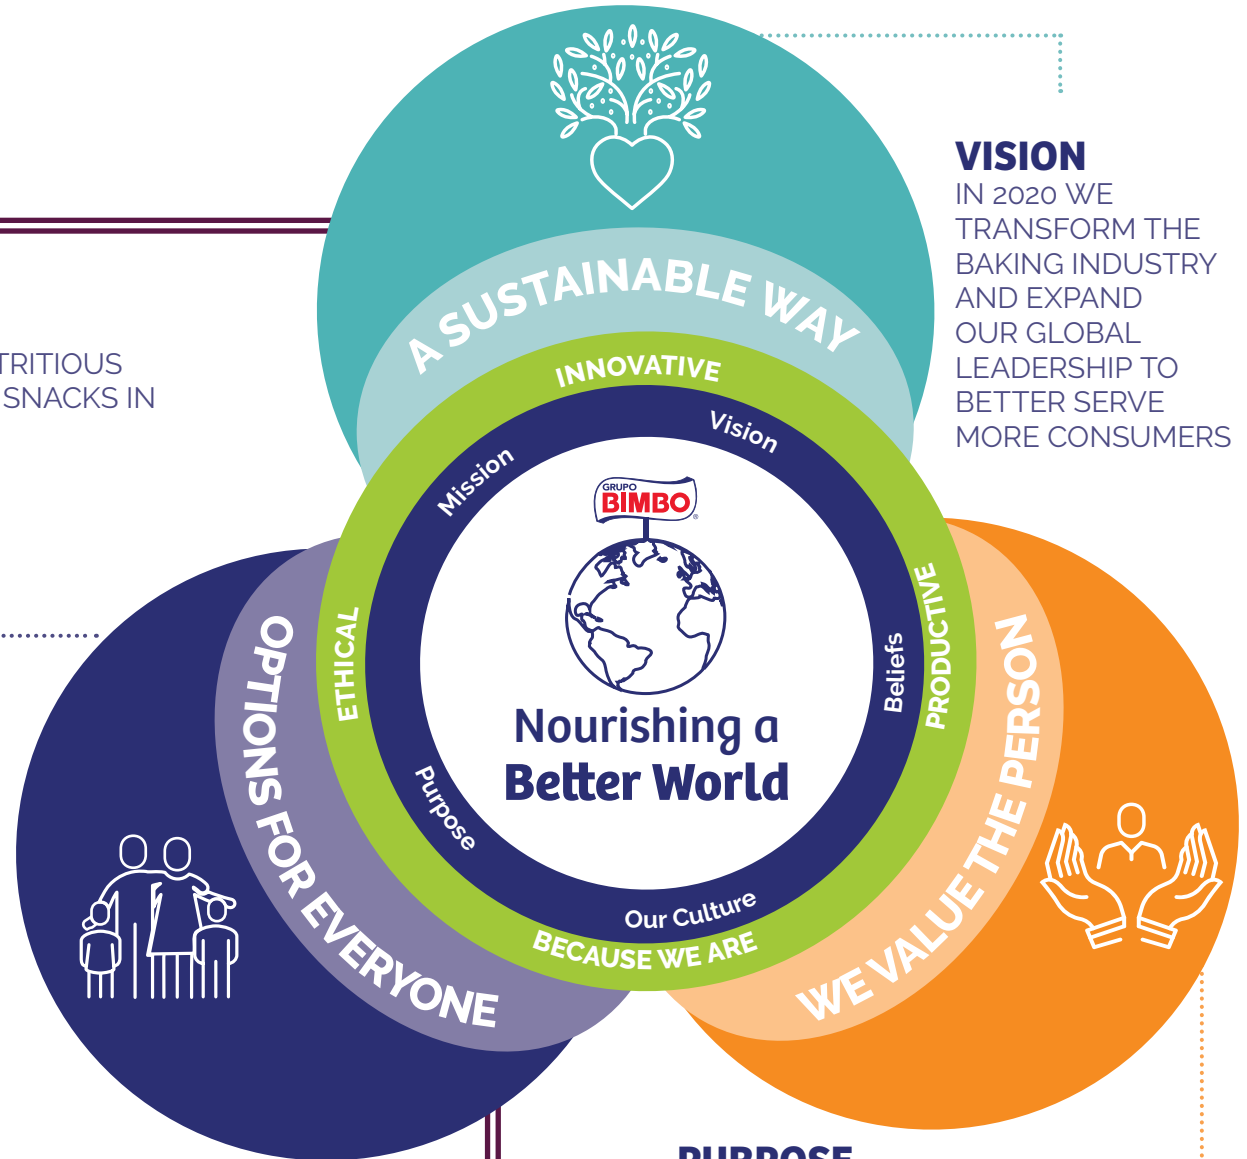 A SUSTAINABLE WAY
INNOVATIVE
Vision
Mission
VISION
IN 2020 WE
TRANSFORM THE
BAKING INDUSTRY
AND EXPAND
OUR GLOBAL
LEADERSHIP TO
BETTER SERVE
MORE CONSUMERS
TRITIOUS
SNACKS IN
GRUPO
BIMBO®
Nourishing a
Better World
ETHICAL
Beliefs
PRODUCTIVE
Purpose
Our Culture
BECAUSE WE ARE
OPTIONS FOR EVERYONE
WE VALUE THE PERSON
PURPOSE